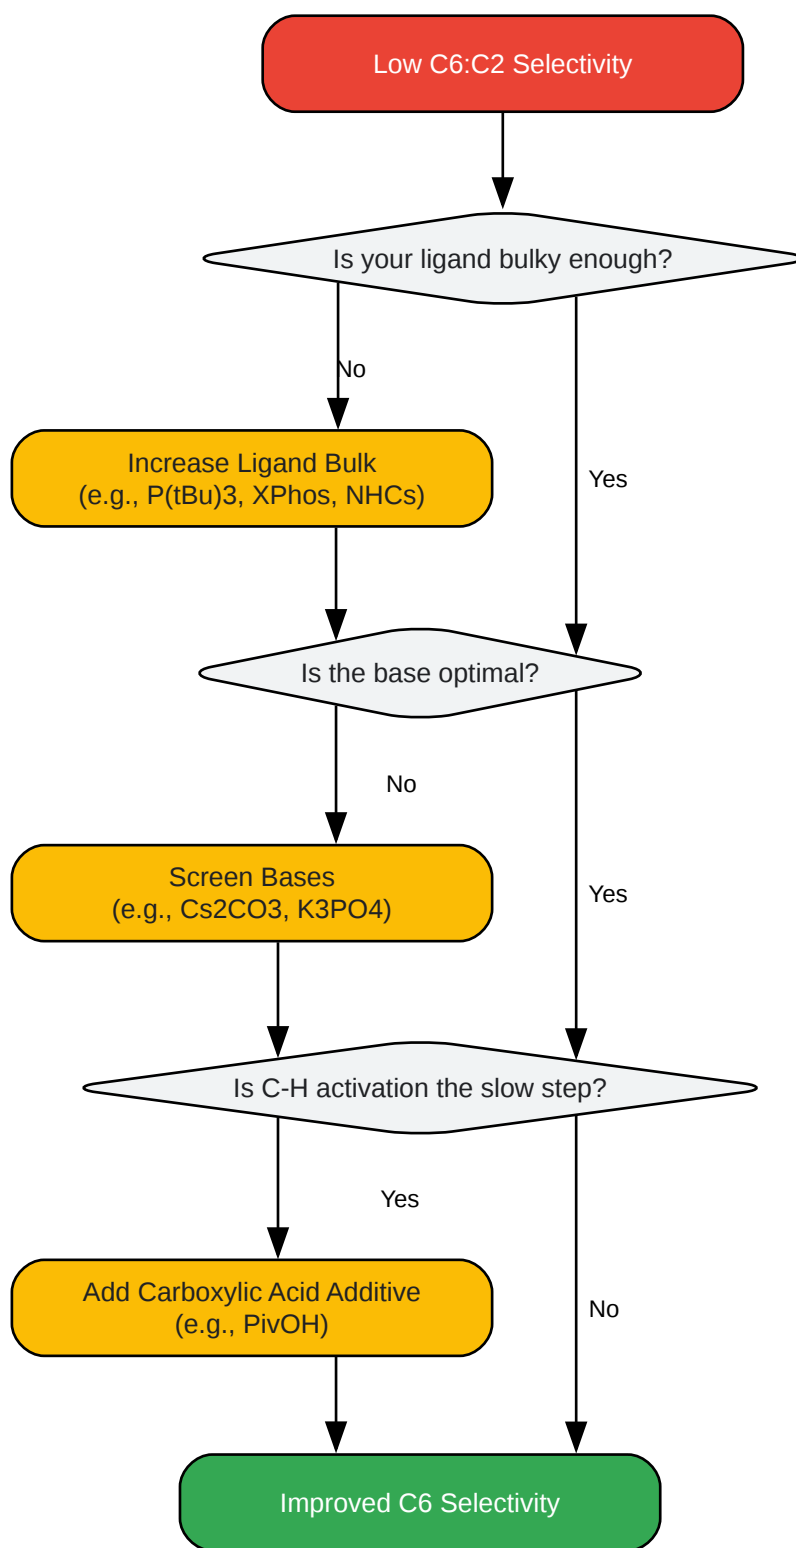 Low C6:C2 Selectivity
Is your ligand bulky enough?
No
Increase Ligand Bulk
(e.g., P(tBu)3, XPhos, NHCs)
Yes
Is the base optimal?
No
Screen Bases
(e.g., Cs2CO3, K3PO4)
Yes
Is C-H activation the slow step?
Yes
Add Carboxylic Acid Additive
(e.g., PivOH)
No
Improved C6 Selectivity